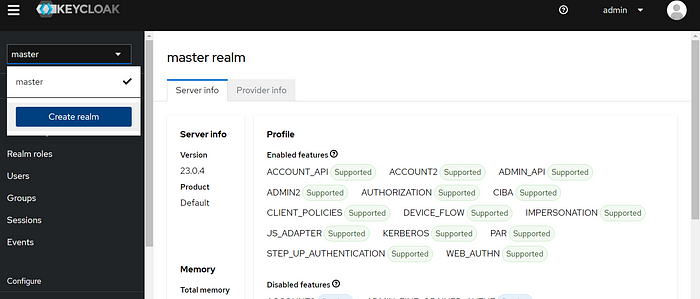 KEYCLOAK
admin
master
master
Create realm
Realm roles
Users
Groups
Sessions
Events
Configure
master realm
Server info
Provider info
Server info
Version
23.0.4
Product
Default
Memory
Total memory
Profile
Enabled features
ACCOUNT_API Supported ACCOUNT2 Supported ADMIN_API Supported
ADMIN2 Supported AUTHORIZATION Supported CIBA Supported
CLIENT_POLICIES Supported DEVICE_FLOW Supported IMPERSONATION Supported
JS_ADAPTER Supported KERBEROS Supported PAR Supported
STEP_UP_AUTHENTICATION Supported WEB_AUTHN Supported
Disabled features